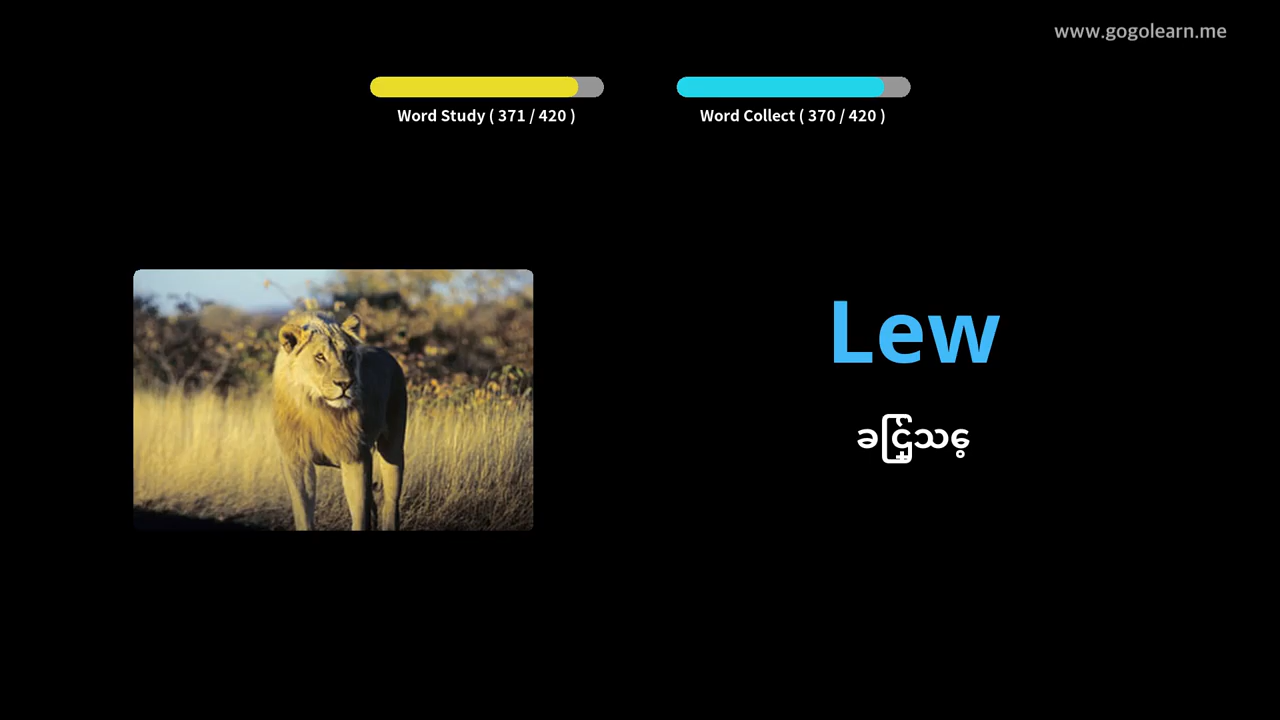 www.gogolearn.me
Word Study ( 371 / 420 )
Word Collect ( 370 / 420 )
Lew
ခြင်္သေ့